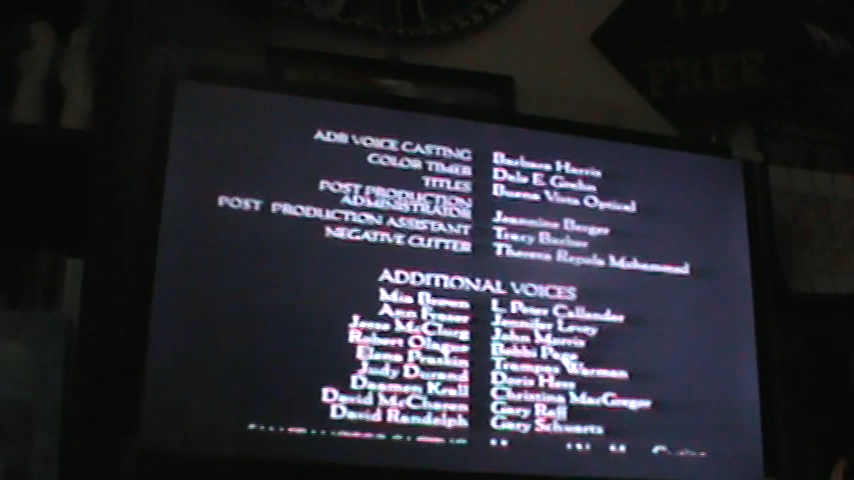 ADR VOICE CASTING Barbara Harris
COLOR TIMER Dale E. Grahn
TITLES Buena Vista Optical
POST PRODUCTION
ADMINISTRATOR Jeannine Berger
POST PRODUCTION ASSISTANT Tracy Barber
NEGATIVE CUTTER Theresa Repola Mohammed
ADDITIONAL VOICES
Mia Brown L. Peter Callender
Ann Fraser Jennifer Levey
Jesse McClurg John Morris
Robert Olague Bobbi Page
Elena Praskin Trampas Warman
Judy Durand Doris Hess
Daamen Krall Christina MacGregor
David McCharen Gary Raff
David Randolph Gary Schwartz
FREE